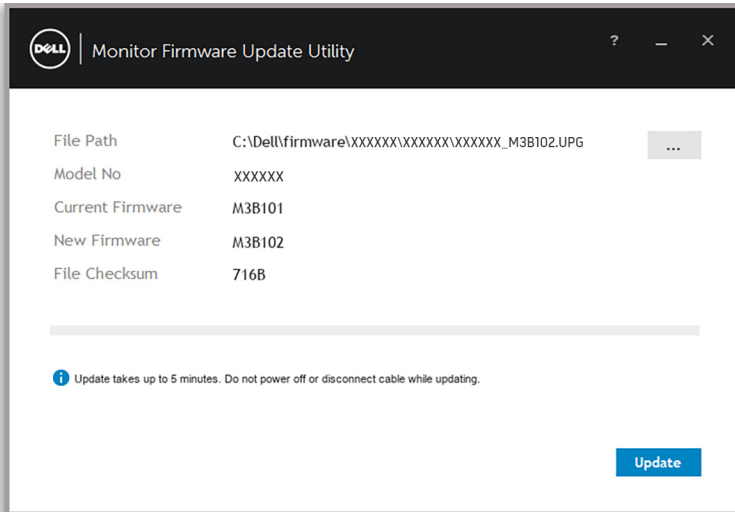 DELL Monitor Firmware Update Utility ? _ ×
File Path C:\Dell\firmware\XXXXXX\XXXXXX\XXXXXX_M3B102.UPG ...
Model No XXXXXX
Current Firmware M3B101
New Firmware M3B102
File Checksum 716B
i Update takes up to 5 minutes. Do not power off or disconnect cable while updating.
Update